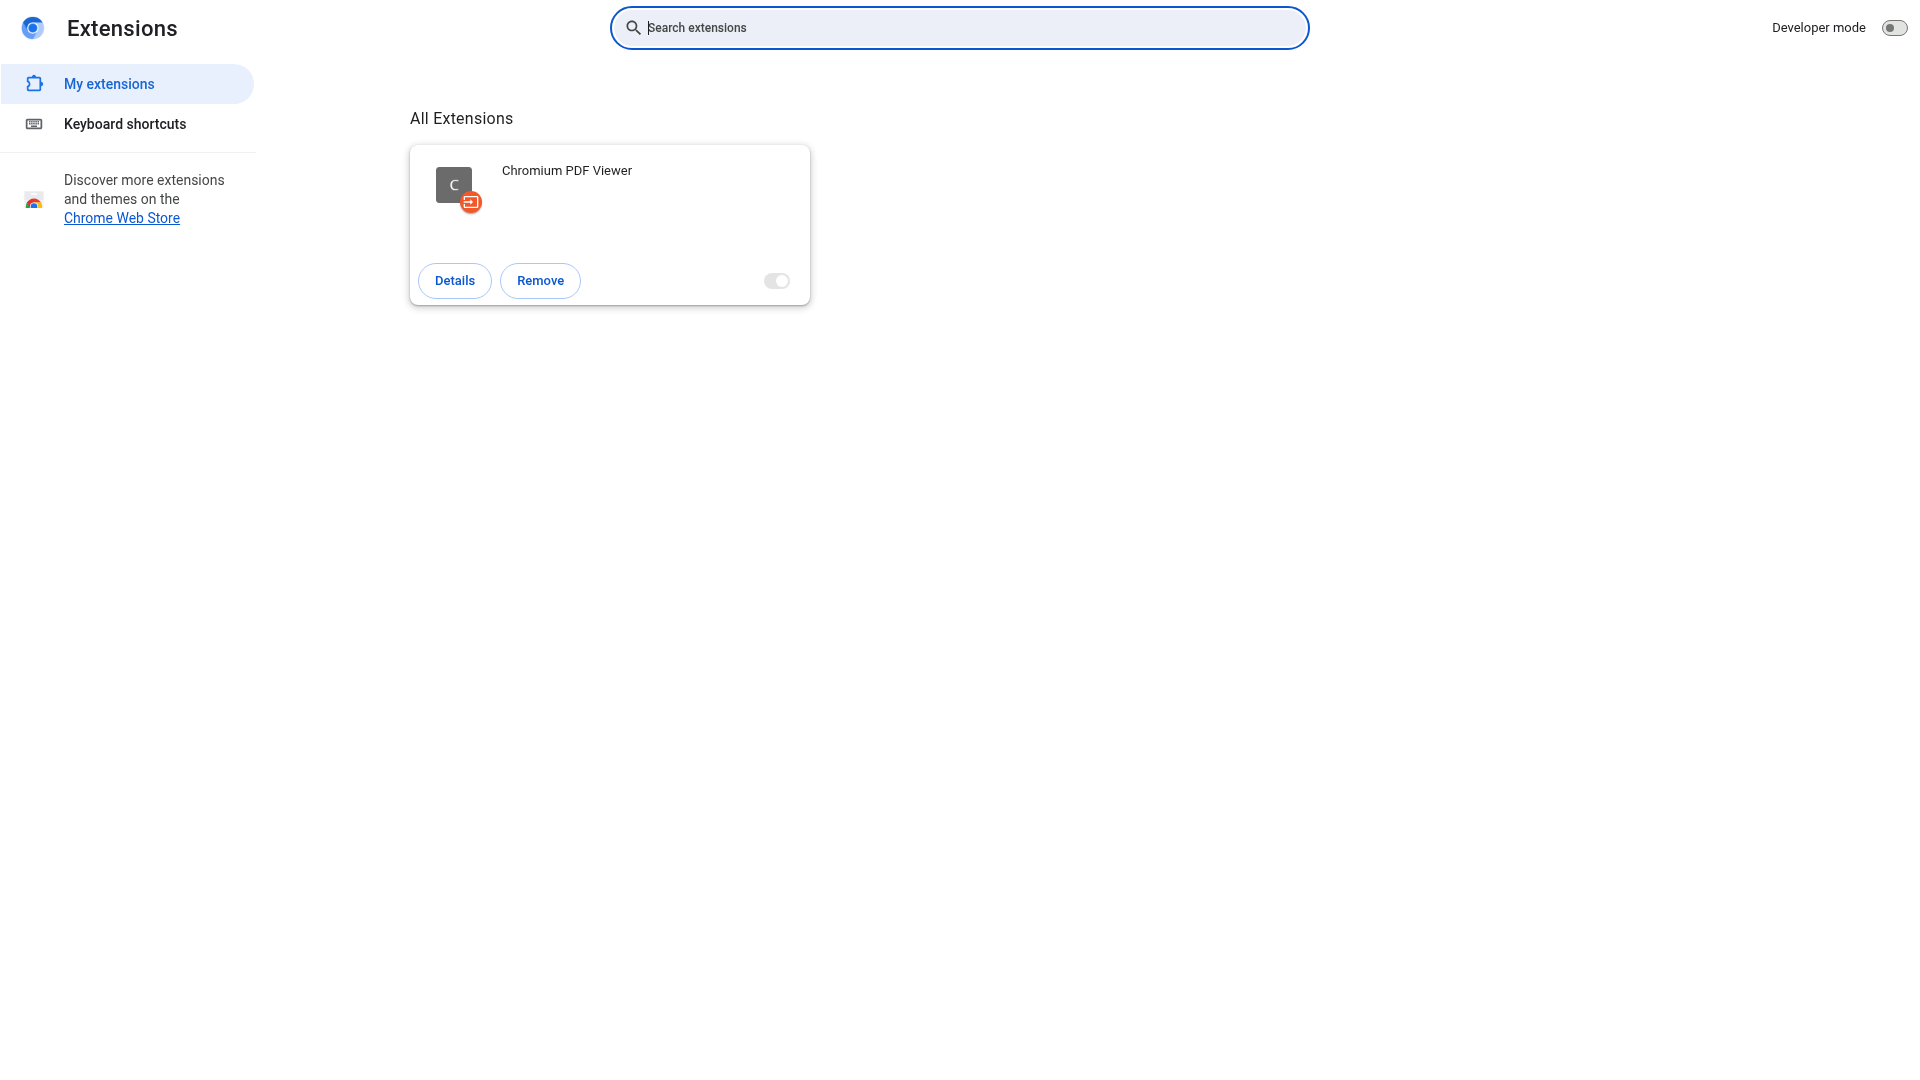 Extensions
Search extensions
Developer mode
My extensions
Keyboard shortcuts
Discover more extensions
and themes on the
Chrome Web Store
All Extensions
C
Chromium PDF Viewer
Details
Remove